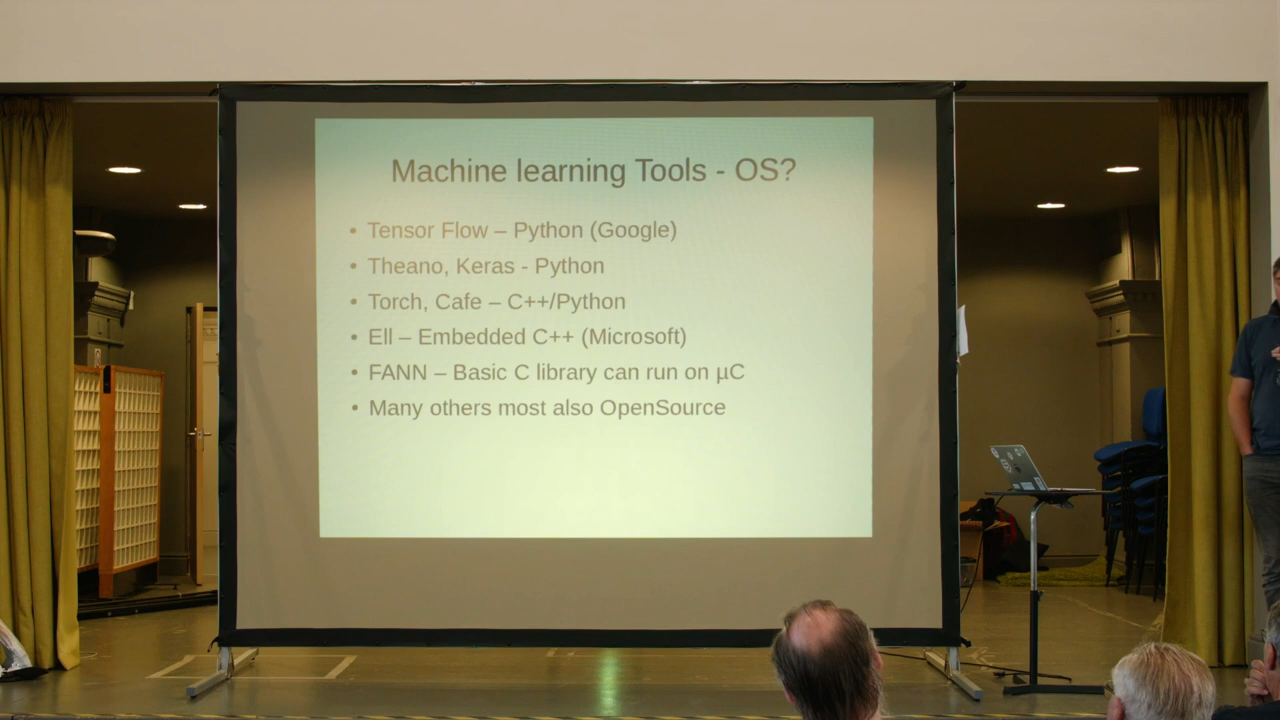 Machine learning Tools - OS?
• Tensor Flow – Python (Google)
• Theano, Keras - Python
• Torch, Cafe – C++/Python
• Ell – Embedded C++ (Microsoft)
• FANN – Basic C library can run on µC
• Many others most also OpenSource